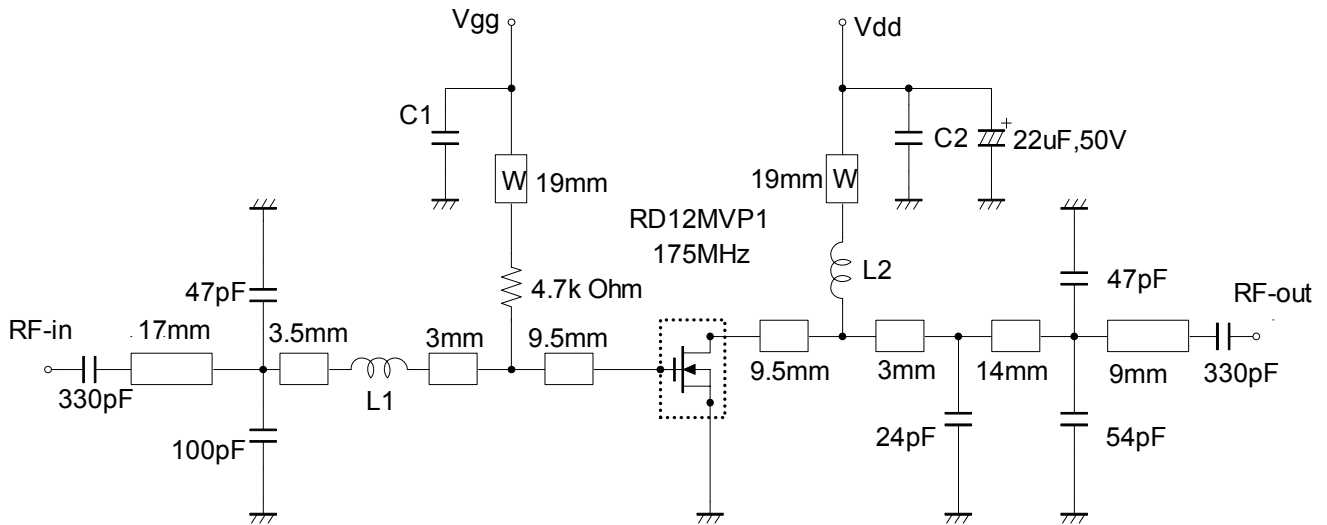 Vgg
Vdd
C1
C2
+
22uF,50V
W
19mm
19mm
W
RD12MVP1
175MHz
L2
47pF
4.7k Ohm
47pF
RF-in
17mm
3.5mm
3mm
9.5mm
RF-out
330pF
L1
9.5mm
3mm
14mm
9mm
330pF
100pF
24pF
54pF